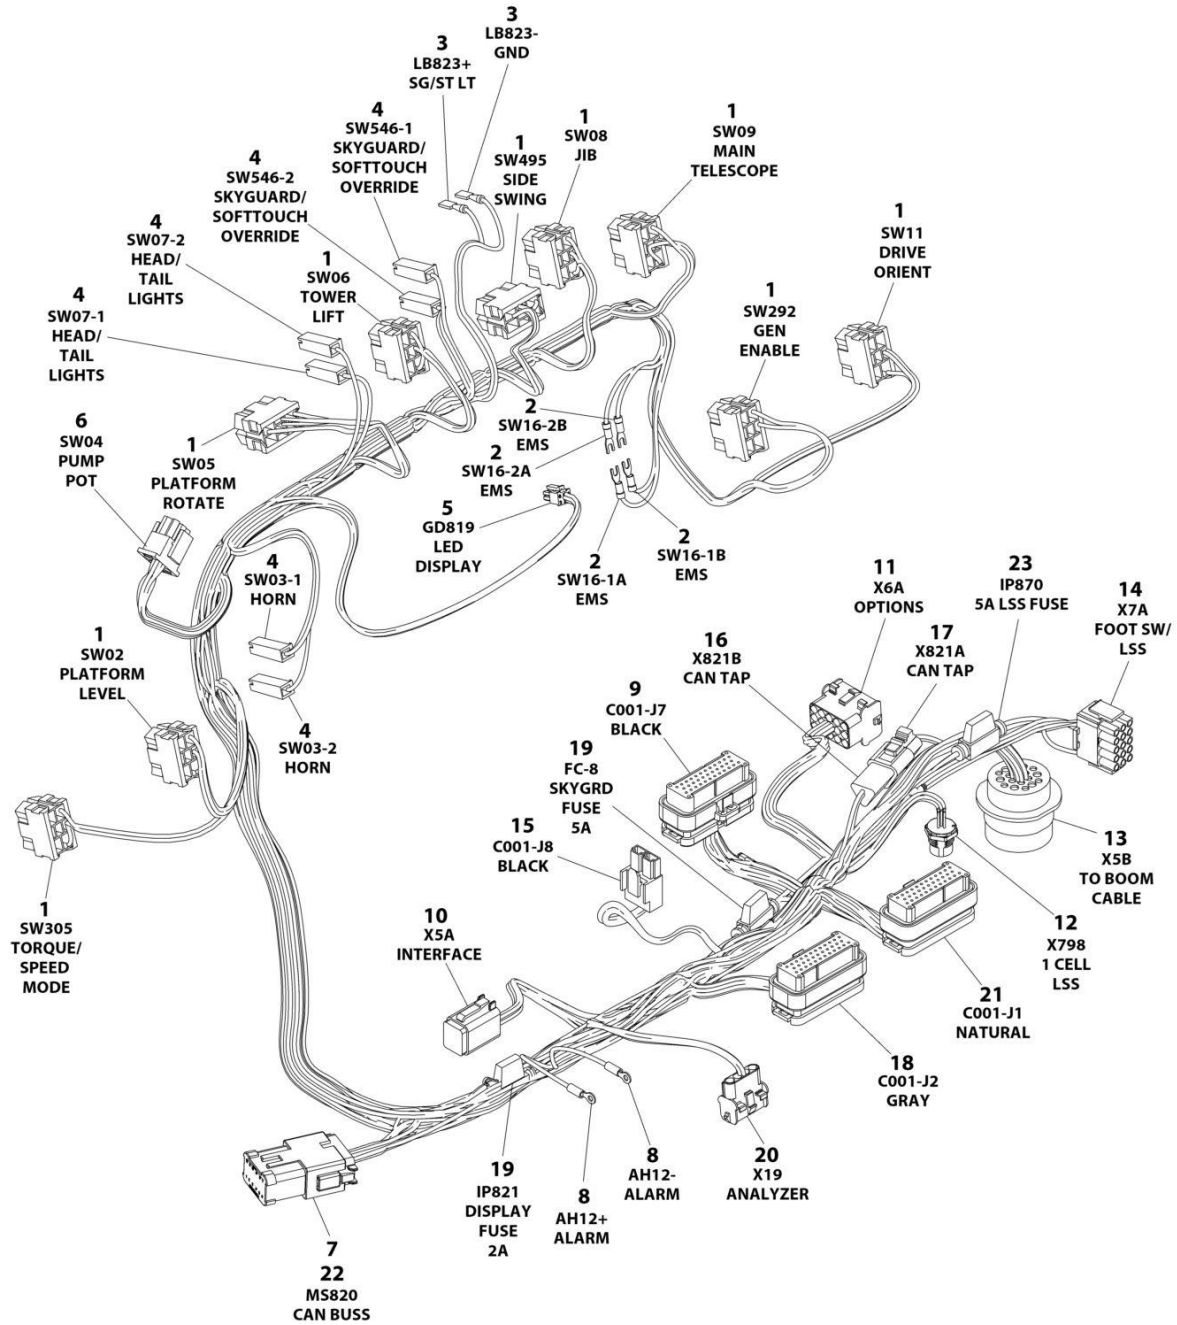 3
LB823-
GND
3
LB823+
SG/ST LT
4
SW546-1
SKYGUARD/
SOFTTOUCH
OVERRIDE
1
SW08
JIB
1
SW09
MAIN
TELESCOPE
1
SW495
SIDE
SWING
4
SW546-2
SKYGUARD/
SOFTTOUCH
OVERRIDE
4
SW07-2
HEAD/
TAIL
LIGHTS
1
SW11
DRIVE
ORIENT
1
SW06
TOWER
LIFT
4
SW07-1
HEAD/
TAIL
LIGHTS
1
SW292
GEN
ENABLE
6
SW04
PUMP
POT
1
SW05
PLATFORM
ROTATE
2
SW16-2B
EMS
2
SW16-2A
EMS
5
GD819
LED
DISPLAY
2
SW16-1A
EMS
2
SW16-1B
EMS
4
SW03-1
HORN
11
X6A
OPTIONS
23
IP870
5A LSS FUSE
14
X7A
FOOT SW/
LSS
1
SW02
PLATFORM
LEVEL
16
X821B
CAN TAP
17
X821A
CAN TAP
9
C001-J7
BLACK
4
SW03-2
HORN
19
FC-8
SKYGRD
FUSE
5A
15
C001-J8
BLACK
13
X5B
TO BOOM
CABLE
1
SW305
TORQUE/
SPEED
MODE
10
X5A
INTERFACE
12
X798
1 CELL
LSS
21
C001-J1
NATURAL
18
C001-J2
GRAY
20
X19
ANALYZER
8
AH12-
ALARM
8
AH12+
ALARM
19
IP821
DISPLAY
FUSE
2A
7
22
MS820
CAN BUSS